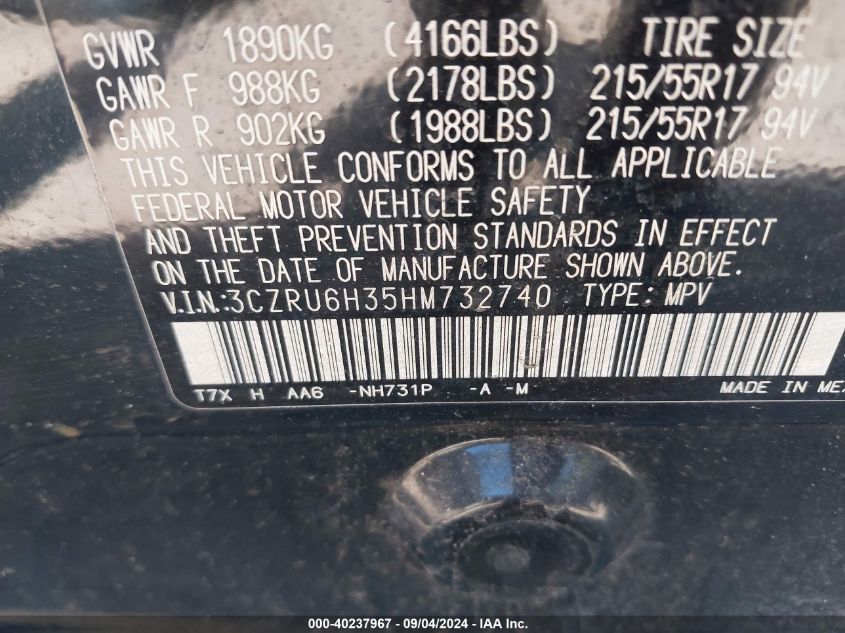 GVWR 1890KG (4166LBS) TIRE SIZE
GAWR F 988KG (2178LBS) 215/55R17 94V
GAWR R 902KG (1988LBS) 215/55R17 94V
THIS VEHICLE CONFORMS TO ALL APPLICABLE
FEDERAL MOTOR VEHICLE SAFETY
AND THEFT PREVENTION STANDARDS IN EFFECT
ON THE DATE OF MANUFACTURE SHOWN ABOVE.
V.I.N.:3CZRU6H35HM732740 TYPE: MPV
T7X H AA6 -NH731P -A -M MADE IN ME
000-40237967 - 09/04/2024 - IAA Inc.